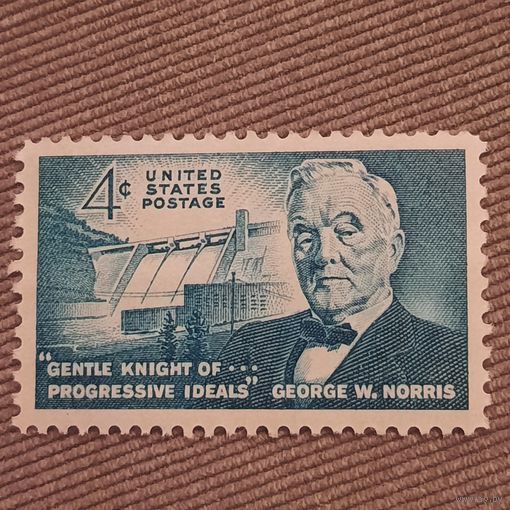 4¢
UNITED
STATES
POSTAGE
"GENTLE KNIGHT OF ···
PROGRESSIVE IDEALS" GEORGE W. NORRIS